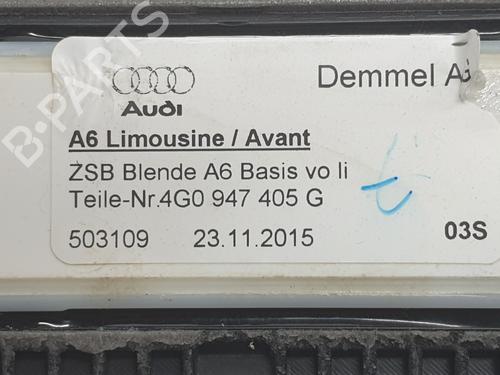 B-PARTS
Audi
Demmel AG
A6 Limousine / Avant
ZSB Blende A6 Basis vo li
Teile-Nr.4G0 947 405 G
503109 23.11.2015 03S